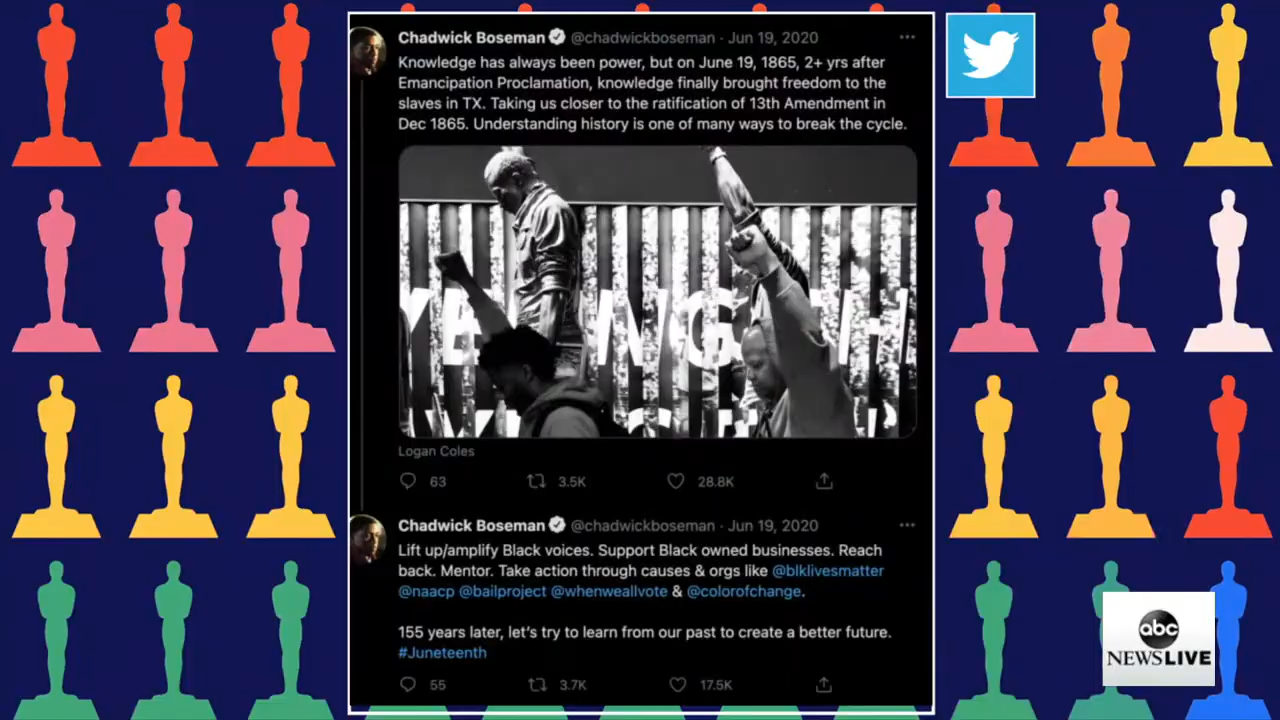 Chadwick Boseman @chadwickboseman · Jun 19, 2020
Knowledge has always been power, but on June 19, 1865, 2+ yrs after
Emancipation Proclamation, knowledge finally brought freedom to the
slaves in TX. Taking us closer to the ratification of 13th Amendment in
Dec 1865. Understanding history is one of many ways to break the cycle.
Logan Coles
63 3.5K 28.8K
Chadwick Boseman @chadwickboseman · Jun 19, 2020
Lift up/amplify Black voices. Support Black owned businesses. Reach
back. Mentor. Take action through causes & orgs like @blklivesmatter
@naacp @bailproject @whenweallvote & @colorofchange.
155 years later, let's try to learn from our past to create a better future.
#Juneteenth
55 3.7K 17.5K
abc
NEWSLIVE